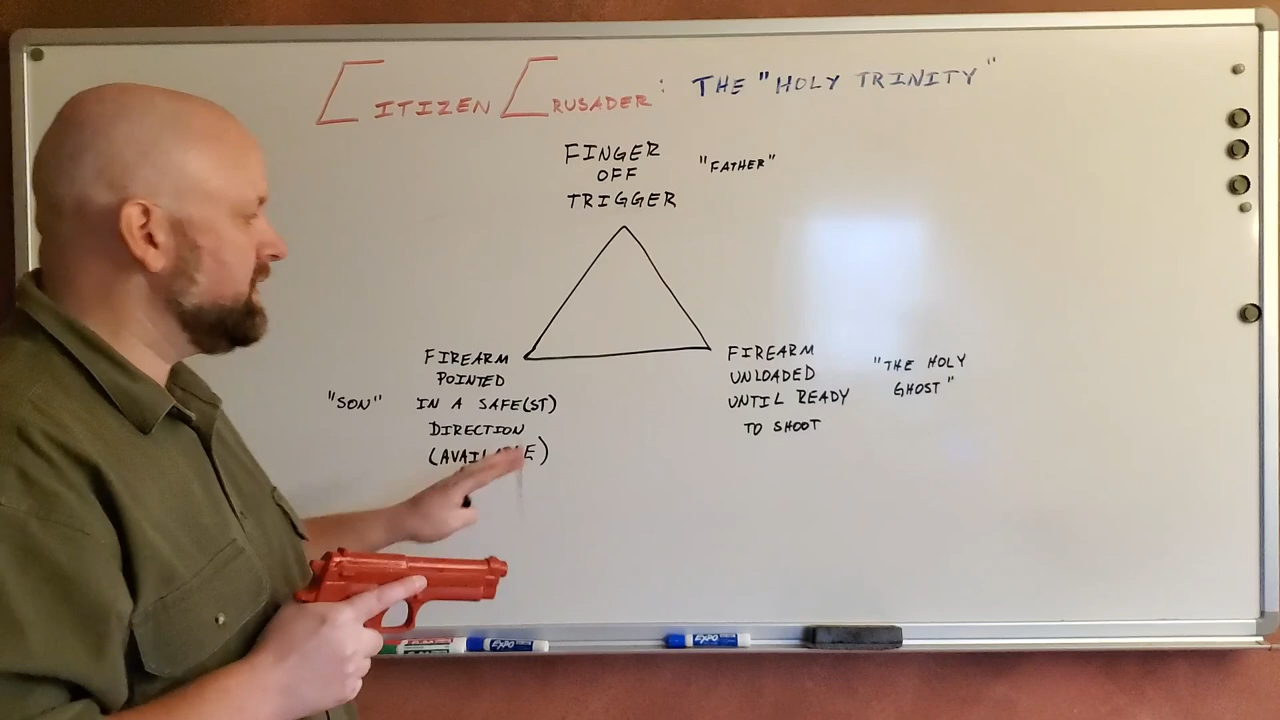 CITIZEN CRUSADER: THE "HOLY TRINITY"
FINGER
OFF
TRIGGER
"FATHER"
FIREARM
POINTED
IN A SAFE(ST)
DIRECTION
(AVAILABLE)
"SON"
FIREARM
UNLOADED
UNTIL READY
TO SHOOT
"THE HOLY
GHOST"
EXPO
EXPO